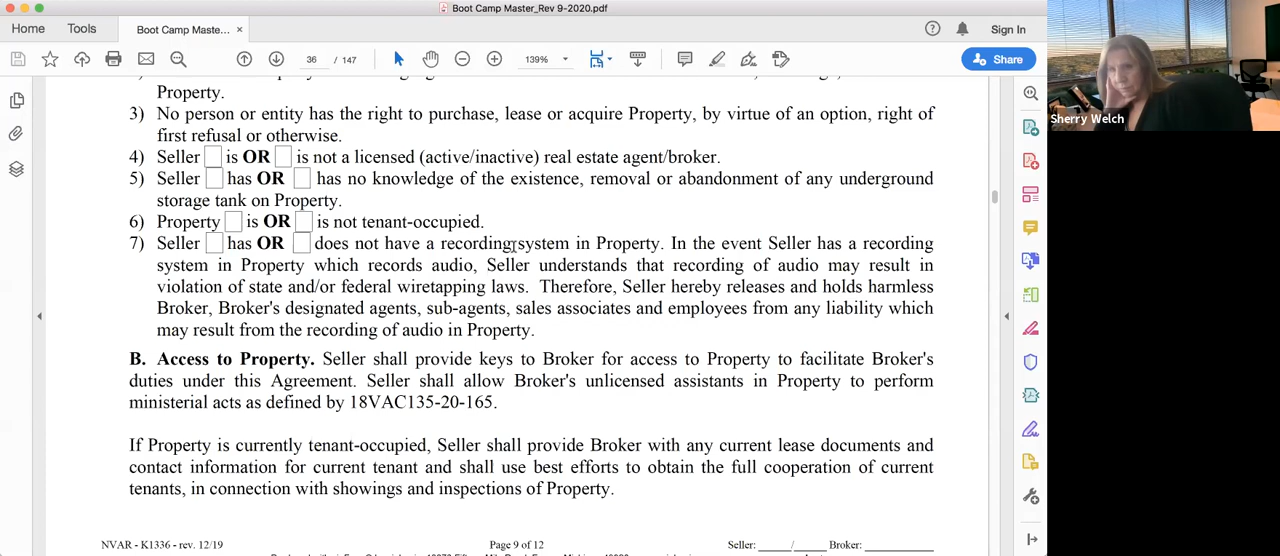 Boot Camp Master_Rev 9-2020.pdf
Home
Tools
Boot Camp Maste...
Sign In
36 / 147
139%
Share
Property.
3) No person or entity has the right to purchase, lease or acquire Property, by virtue of an option, right of
first refusal or otherwise.
4) Seller is OR is not a licensed (active/inactive) real estate agent/broker.
5) Seller has OR has no knowledge of the existence, removal or abandonment of any underground
storage tank on Property.
6) Property is OR is not tenant-occupied.
7) Seller has OR does not have a recording system in Property. In the event Seller has a recording
system in Property which records audio, Seller understands that recording of audio may result in
violation of state and/or federal wiretapping laws. Therefore, Seller hereby releases and holds harmless
Broker, Broker's designated agents, sub-agents, sales associates and employees from any liability which
may result from the recording of audio in Property.
B. Access to Property. Seller shall provide keys to Broker for access to Property to facilitate Broker's
duties under this Agreement. Seller shall allow Broker's unlicensed assistants in Property to perform
ministerial acts as defined by 18VAC135-20-165.
If Property is currently tenant-occupied, Seller shall provide Broker with any current lease documents and
contact information for current tenant and shall use best efforts to obtain the full cooperation of current
tenants, in connection with showings and inspections of Property.
NVAR - K1336 - rev. 12/19
Page 9 of 12
Seller: _____/_____ Broker: __________
Sherry Welch